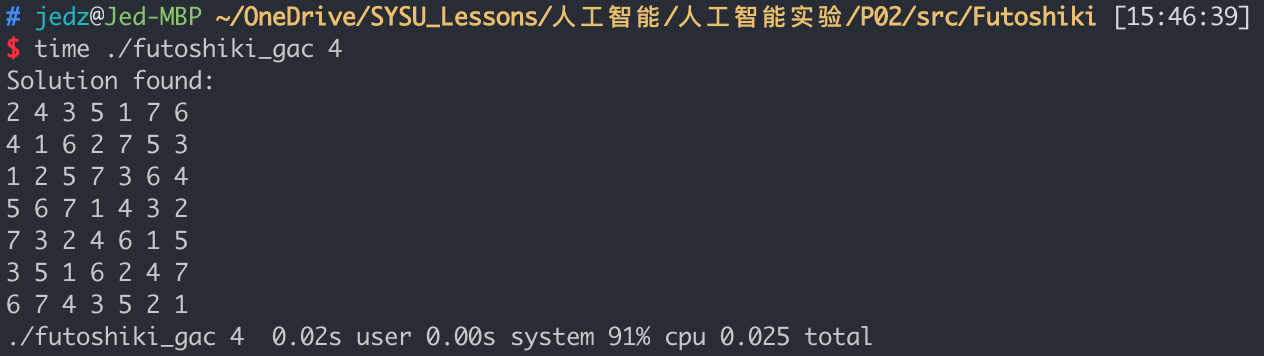 # jedz@Jed-MBP ~/OneDrive/SYSU_Lessons/人工智能/人工智能实验/P02/src/Futoshiki [15:46:39]
$ time ./futoshiki_gac 4
Solution found:
2 4 3 5 1 7 6
4 1 6 2 7 5 3
1 2 5 7 3 6 4
5 6 7 1 4 3 2
7 3 2 4 6 1 5
3 5 1 6 2 4 7
6 7 4 3 5 2 1
./futoshiki_gac 4  0.02s user 0.00s system 91% cpu 0.025 total